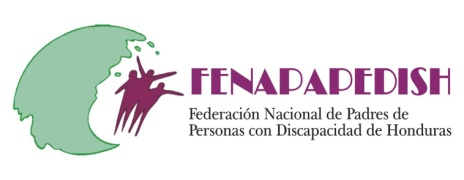 FENAPAPEDISH
Federación Nacional de Padres de
Personas con Discapacidad de Honduras